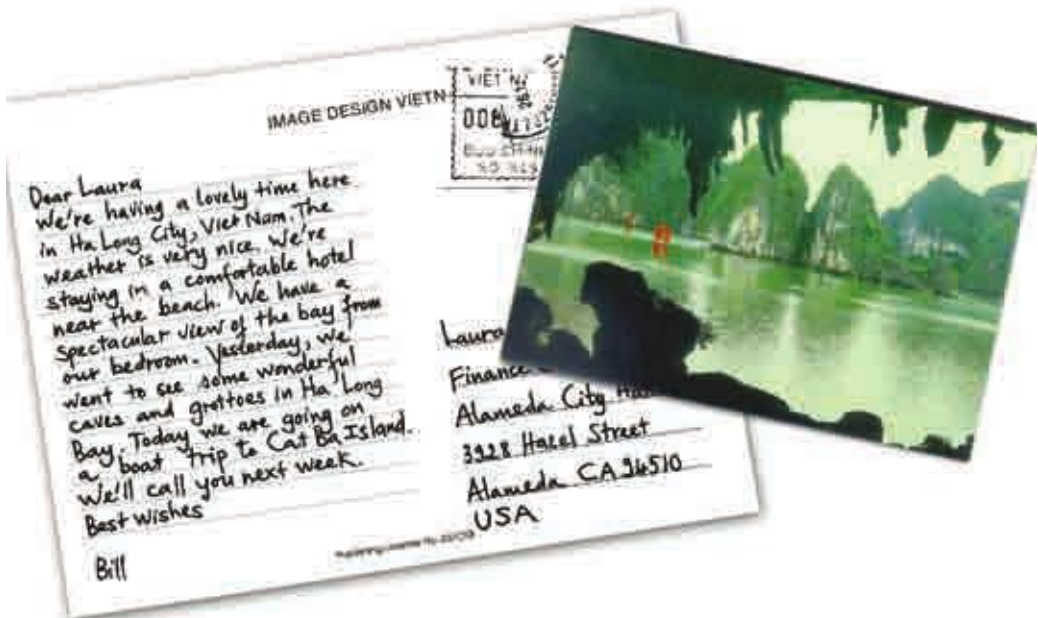 IMAGE DESIGN VIETN
VIET N
008
Dear Laura
We're having a lovely time here
in Ha Long City, Viet Nam. The
weather is very nice. We're
staying in a comfortable hotel
near the beach. We have a
spectacular view of the bay from
our bedroom. Yesterday, we
went to see some wonderful
caves and grottoes in Ha Long
Bay. Today we are going on
a boat trip to Cat Ba Island.
We'll call you next week.
Best Wishes
Bill
Laura
Finance
Alameda City
3928 Hazel Street
Alameda CA 94510
USA